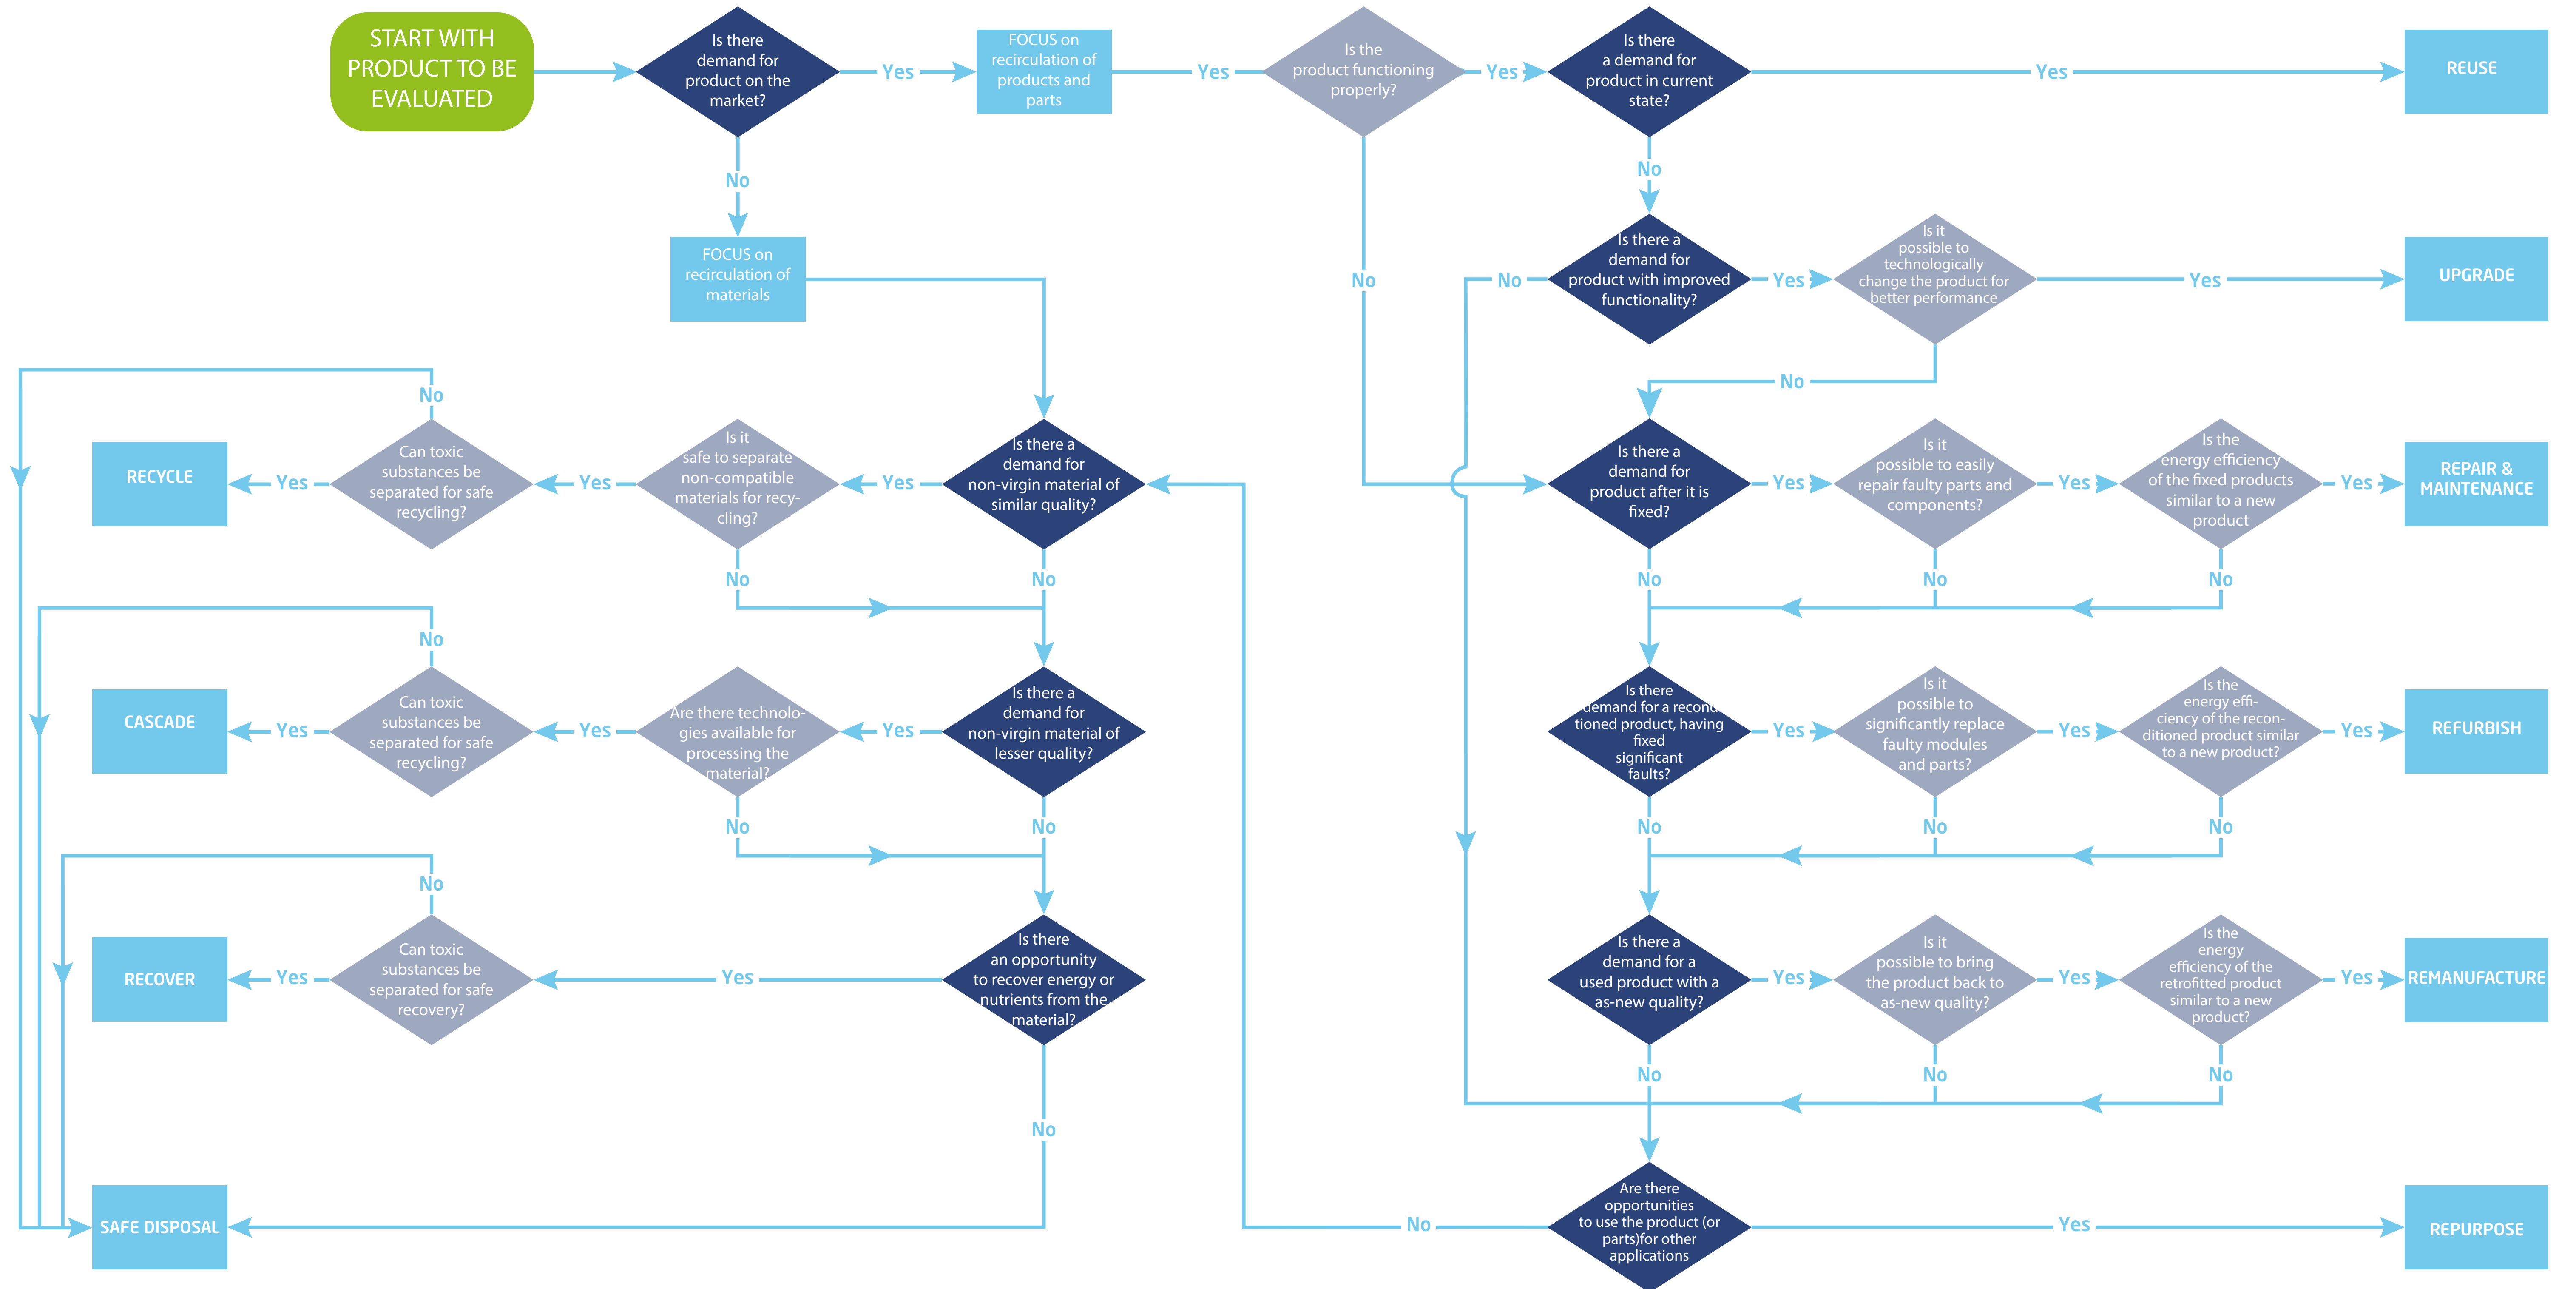 START WITH
PRODUCT TO BE
EVALUATED
Is there
demand for
product on the
market?
Yes
FOCUS on
recirculation of
products and
parts
Yes
Is the
product functioning
properly?
Yes
Is there
a demand for
product in current
state?
Yes
REUSE
No
No
FOCUS on
recirculation of
materials
No
No
Is there a
demand for
product with improved
functionality?
Yes
Is it
possible to
technologically
change the product for
better performance
Yes
UPGRADE
No
No
RECYCLE
Yes
Can toxic
substances be
separated for safe
recycling?
Yes
Is it
safe to separate
non-compatible
materials for recy-
cling?
Yes
Is there a
demand for
non-virgin material of
similar quality?
Is there a
demand for
product after it is
fixed?
Yes
Is it
possible to easily
repair faulty parts and
components?
Yes
Is the
energy efficiency
of the fixed products
similar to a new
product
Yes
REPAIR &
MAINTENANCE
No
No
No
No
No
No
CASCADE
Yes
Can toxic
substances be
separated for safe
recycling?
Yes
Are there technolo-
gies available for
processing the
material?
Yes
Is there a
demand for
non-virgin material of
lesser quality?
Is there
demand for a recond
tioned product, having
fixed
significant
faults?
Yes
Is it
possible to
significantly replace
faulty modules
and parts?
Yes
Is the
energy effi-
ciency of the recon-
ditioned product similar
to a new product?
Yes
REFURBISH
No
No
No
No
No
No
RECOVER
Yes
Can toxic
substances be
separated for safe
recovery?
Yes
Is there
an opportunity
to recover energy or
nutrients from the
material?
Is there a
demand for a
used product with a
as-new quality?
Yes
Is it
possible to bring
the product back to
as-new quality?
Yes
Is the
energy
efficiency of the
retrofitted product
similar to a new
product?
Yes
REMANUFACTURE
No
No
No
No
SAFE DISPOSAL
No
Are there
opportunities
to use the product (or
parts)for other
applications
Yes
REPURPOSE